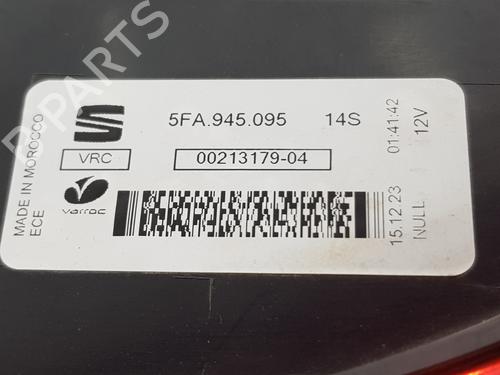 5FA.945.095 14S
VRC 00213179-04
varroc
MADE IN MOROCCO
ECE
01:41:42 12V
15.12.23 NULL
B-PARTS